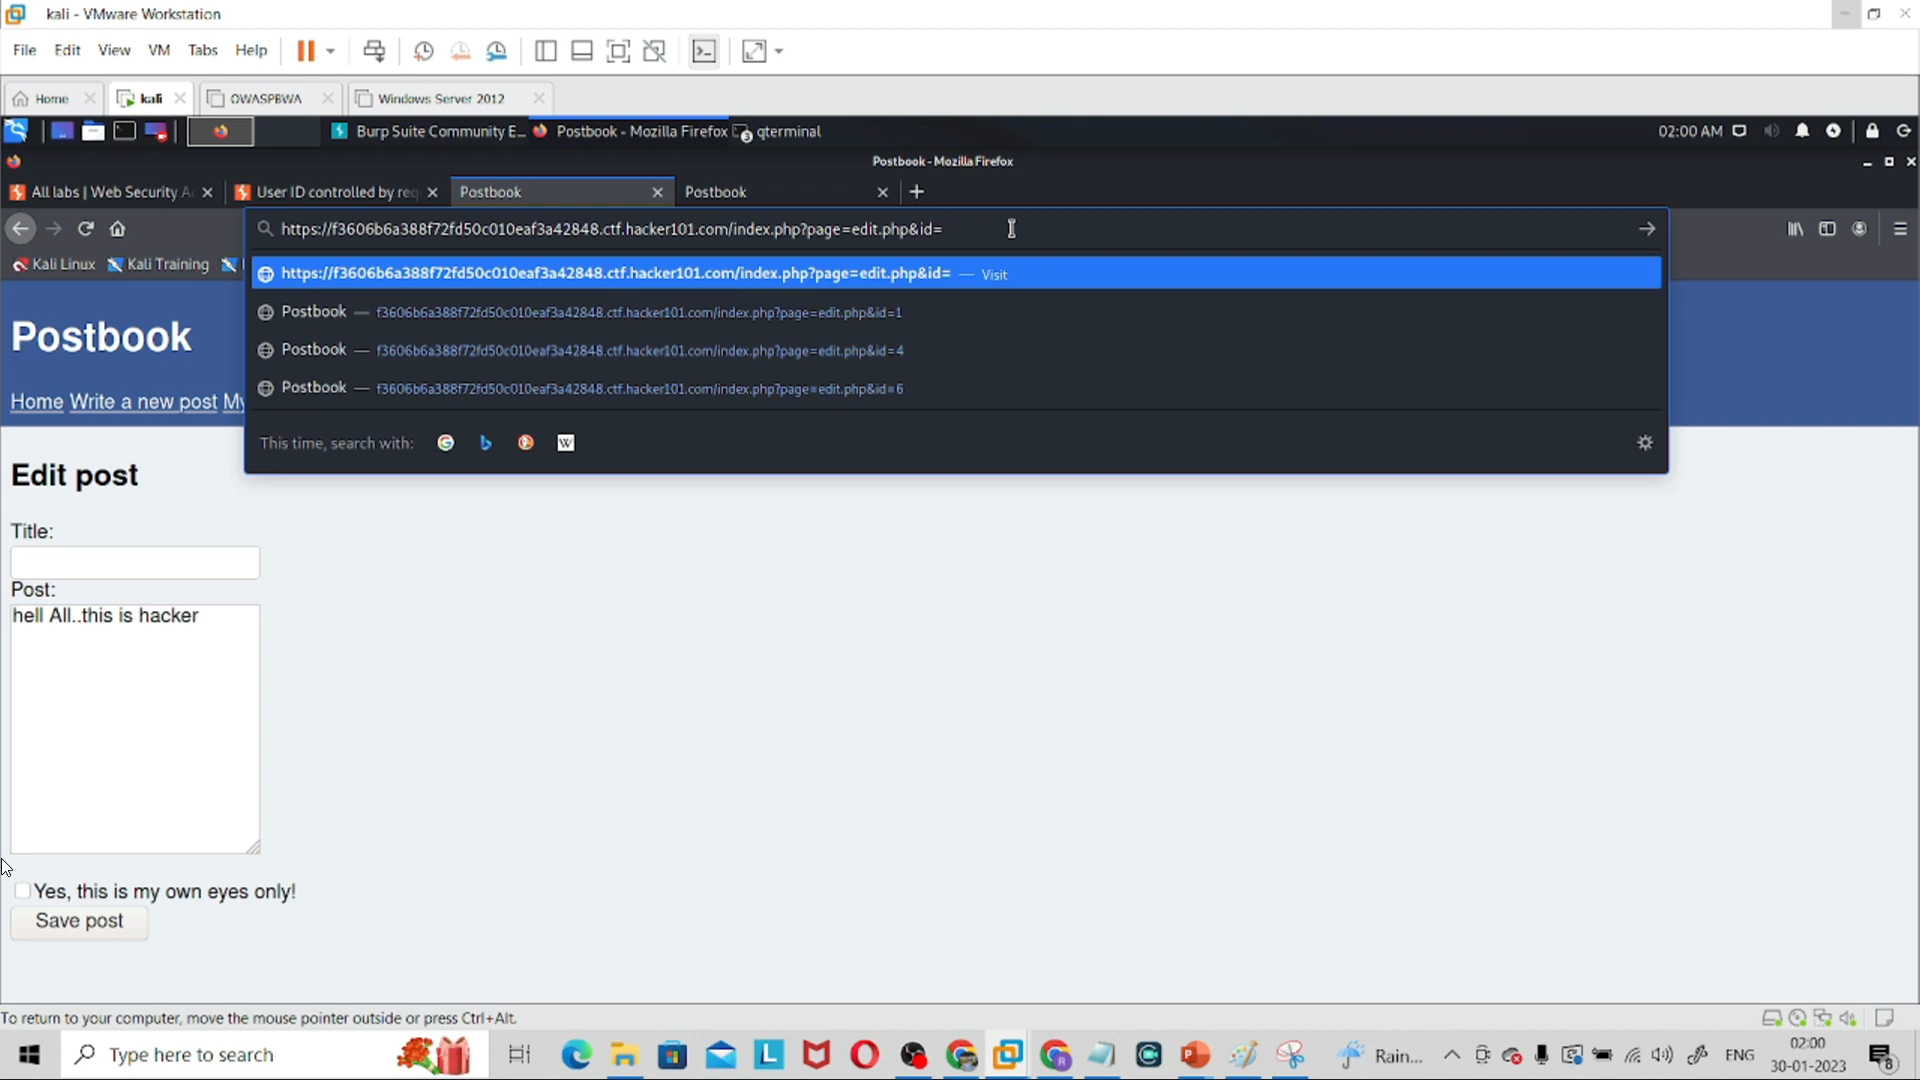 kali - VMware Workstation
File Edit View VM Tabs Help
Home kali OWASPBWA Windows Server 2012
Burp Suite Community E... Postbook - Mozilla Firefox 3 qterminal 02:00 AM
Postbook - Mozilla Firefox
All labs | Web Security A User ID controlled by req Postbook Postbook
https://f3606b6a388f72fd50c010eaf3a42848.ctf.hacker101.com/index.php?page=edit.php&id=
Kali Linux Kali Training
https://f3606b6a388f72fd50c010eaf3a42848.ctf.hacker101.com/index.php?page=edit.php&id= — Visit
Postbook — f3606b6a388f72fd50c010eaf3a42848.ctf.hacker101.com/index.php?page=edit.php&id=1
Postbook — f3606b6a388f72fd50c010eaf3a42848.ctf.hacker101.com/index.php?page=edit.php&id=4
Postbook — f3606b6a388f72fd50c010eaf3a42848.ctf.hacker101.com/index.php?page=edit.php&id=6
This time, search with: G b W
Postbook
Home Write a new post My
Edit post
Title:
Post:
hell All..this is hacker
Yes, this is my own eyes only!
Save post
To return to your computer, move the mouse pointer outside or press Ctrl+Alt.
Type here to search Rain... ENG 02:00
30-01-2023 8